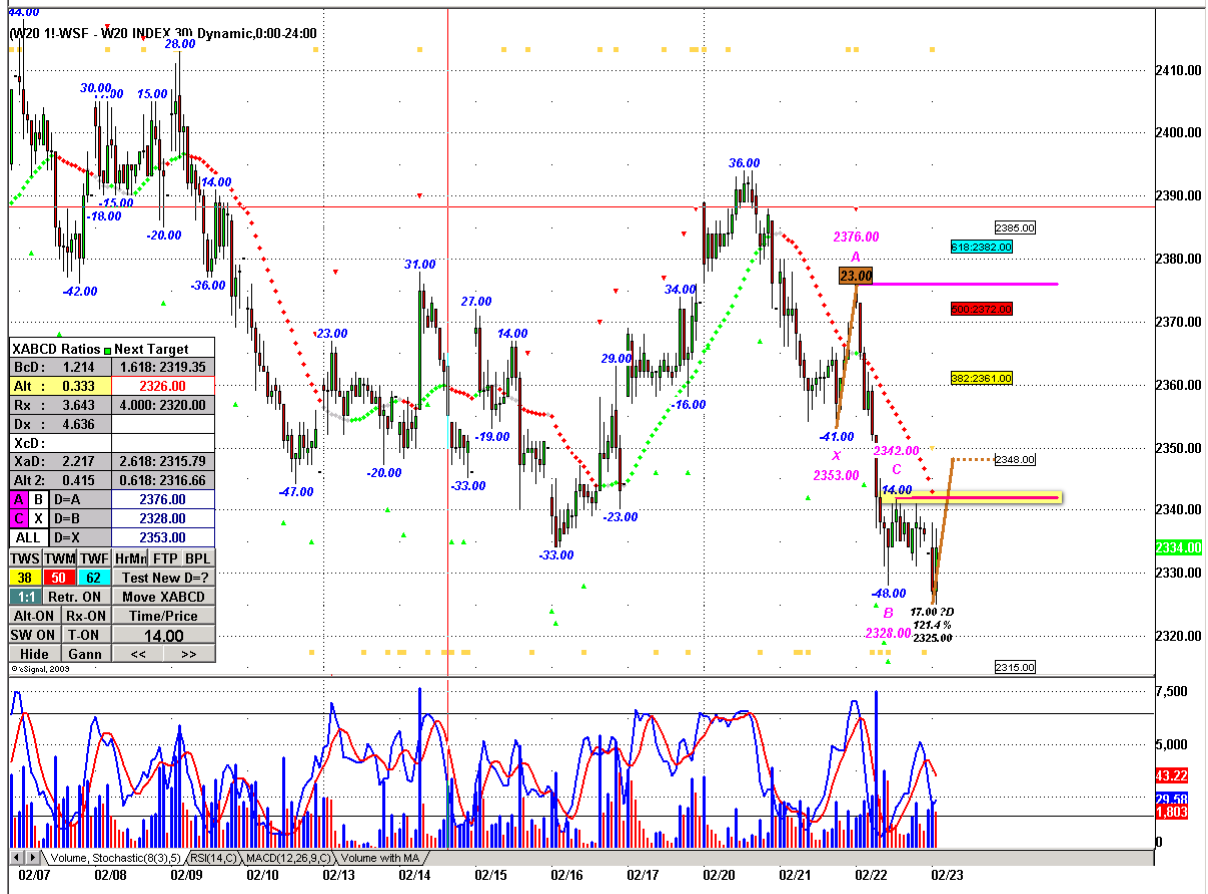 44.00
(W20 1!-WSF - W20 INDEX,30) Dynamic,0:00-24:00
28.00
2410.00
30.00
15.00
2400.00
36.00
14.00
2390.00
-15.00
-18.00
2385.00
-20.00
2376.00
618:2382.00
A
2380.00
31.00
-36.00
23.00
-42.00
34.00
27.00
500:2372.00
2370.00
23.00
14.00
XABCD Ratios Next Target
29.00
BcD: 1.214 1.618: 2319.35
Alt : 0.333 2326.00
382:2361.00
2360.00
Rx : 3.643 4.000: 2320.00
-16.00
Dx : 4.636
XcD:
-19.00
-41.00
XaD: 2.217 2.618: 2315.79
X
2342.00
2350.00
2348.00
Alt 2: 0.415 0.618: 2316.66
-20.00
2353.00
C
-47.00
-33.00
14.00
A B D=A 2376.00
C X D=B 2328.00
-23.00
2340.00
ALL D=X 2353.00
2334.00
TWS TWM TWF HrMn FTP BPL
-33.00
38 50 62 Test New D=?
2330.00
1:1 Retr. ON Move XABCD
-48.00
Alt-ON Rx-ON Time/Price
B
17.00 ?D
121.4 %
SW ON T-ON 14.00
2328.00
2325.00
2320.00
Hide Gann << >>
© eSignal, 2009
2315.00
7,500
5,000
43.22
29.58
1,803
0
Volume, Stochastic(8(3),5) RSI(14,C) MACD(12,26,9,C) Volume with MA
02/07 02/08 02/09 02/10 02/13 02/14 02/15 02/16 02/17 02/20 02/21 02/22 02/23